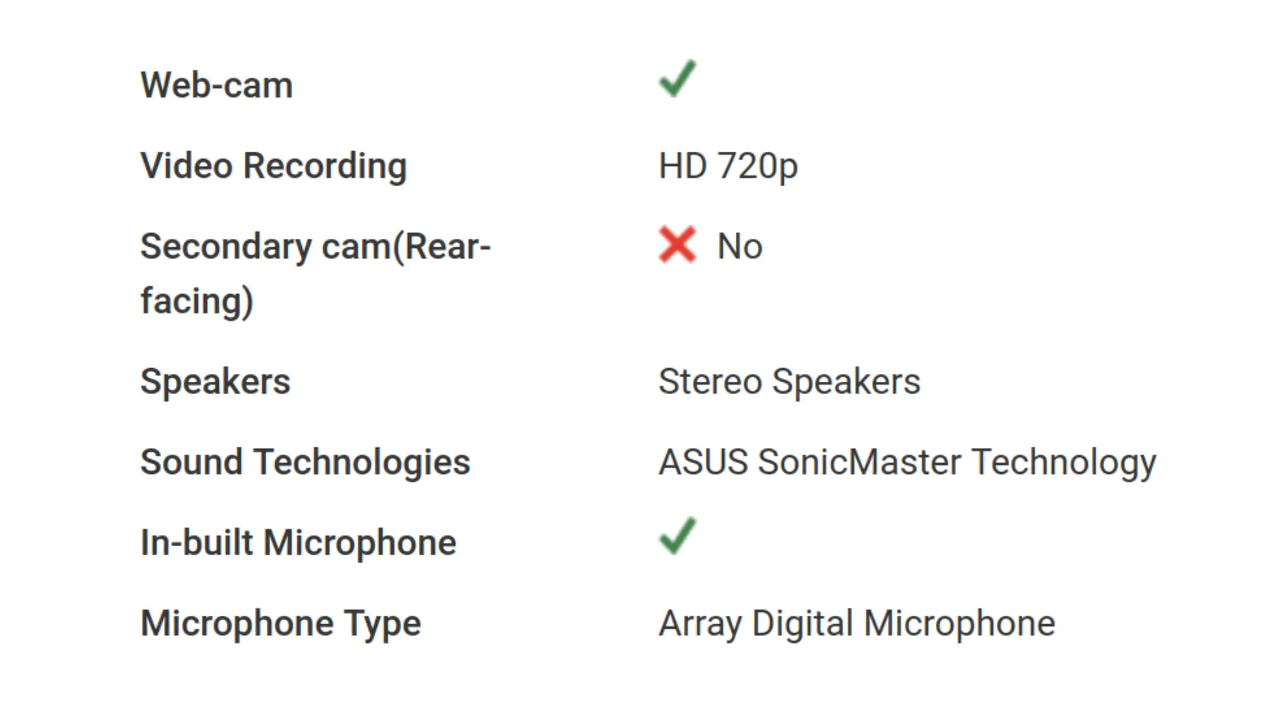 Web-cam
Video Recording HD 720p
Secondary cam(Rear- No
facing)
Speakers Stereo Speakers
Sound Technologies ASUS SonicMaster Technology
In-built Microphone
Microphone Type Array Digital Microphone